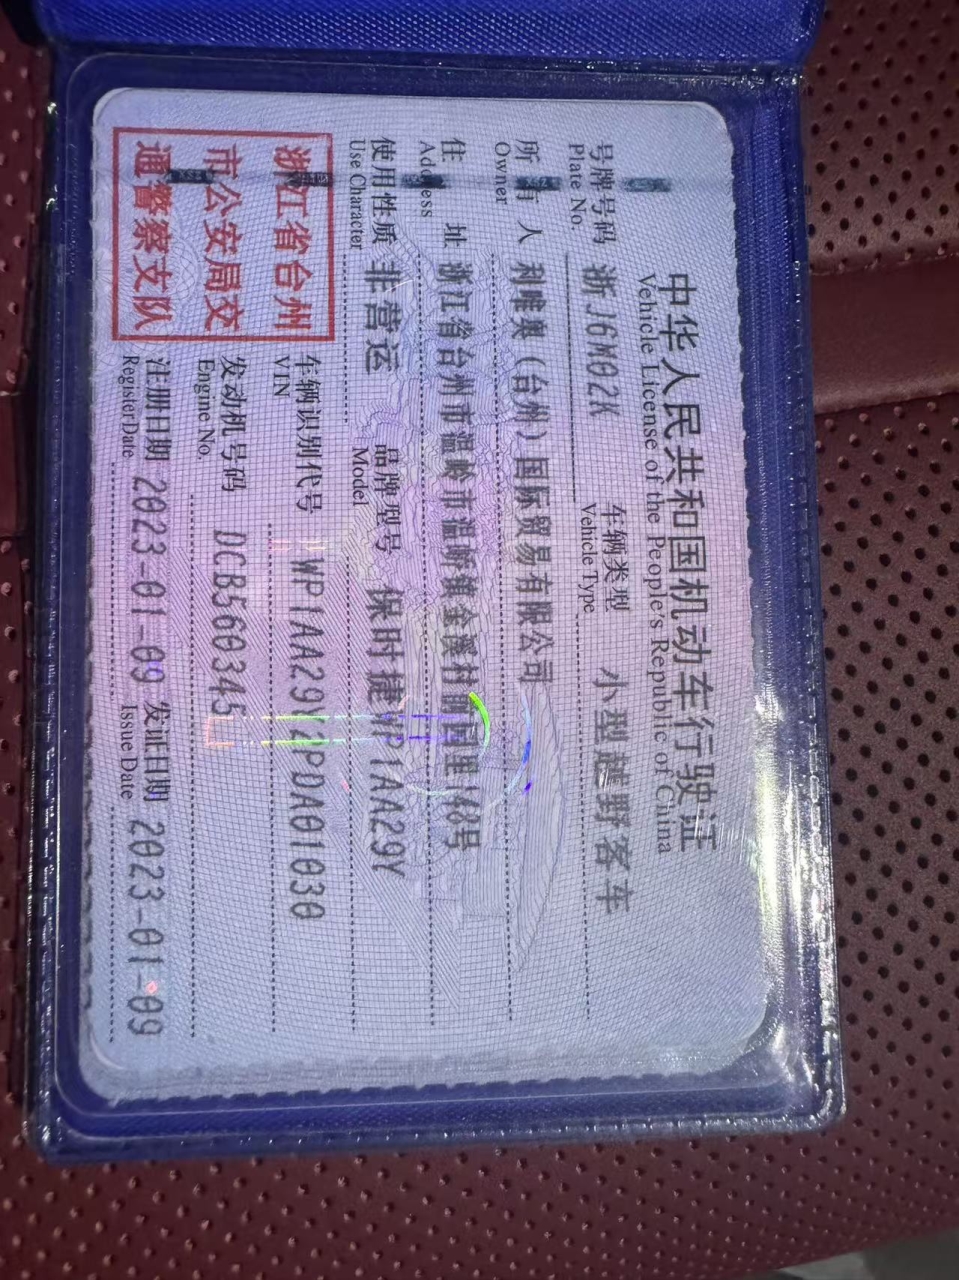 中华人民共和国机动车行驶证
Vehicle License of the People's Republic of China
号牌号码 浙J6M02K 车辆类型 小型越野客车
Plate No. Vehicle Type
所有人 利唯奥（台州）国际贸易有限公司
Owner
住址 浙江省台州市温岭市温峤镇金溪村 里148号
Address
使用性质 非营运 品牌型号 保时捷WP1AA29Y
Use Character Model
浙江省台州
市公安局交
通警察支队
车辆识别代号 WP1AA29Y2PDA01030
VIN
发动机号码 DCB560345
Engine No.
注册日期 2023-01-09 发证日期 2023-01-09
Register Date Issue Date